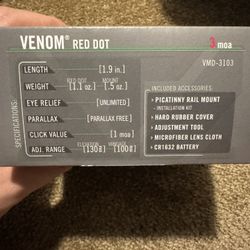 VENOM® RED DOT 3 moa
VMD-3103
SPECIFICATIONS:
LENGTH [1.9 in.]
RED DOT MOUNT
WEIGHT [1.1 oz.] [.5 oz.]
EYE RELIEF [UNLIMITED]
PARALLAX [PARALLAX FREE]
CLICK VALUE [1 moa]
ELEVATION WINDAGE
ADJ. RANGE [130 [100
INCLUDED ACCESSORIES:
• PICATINNY RAIL MOUNT
- INSTALLATION KIT
• HARD RUBBER COVER
• ADJUSTMENT TOOL
• MICROFIBER LENS CLOTH
• CR1632 BATTERY